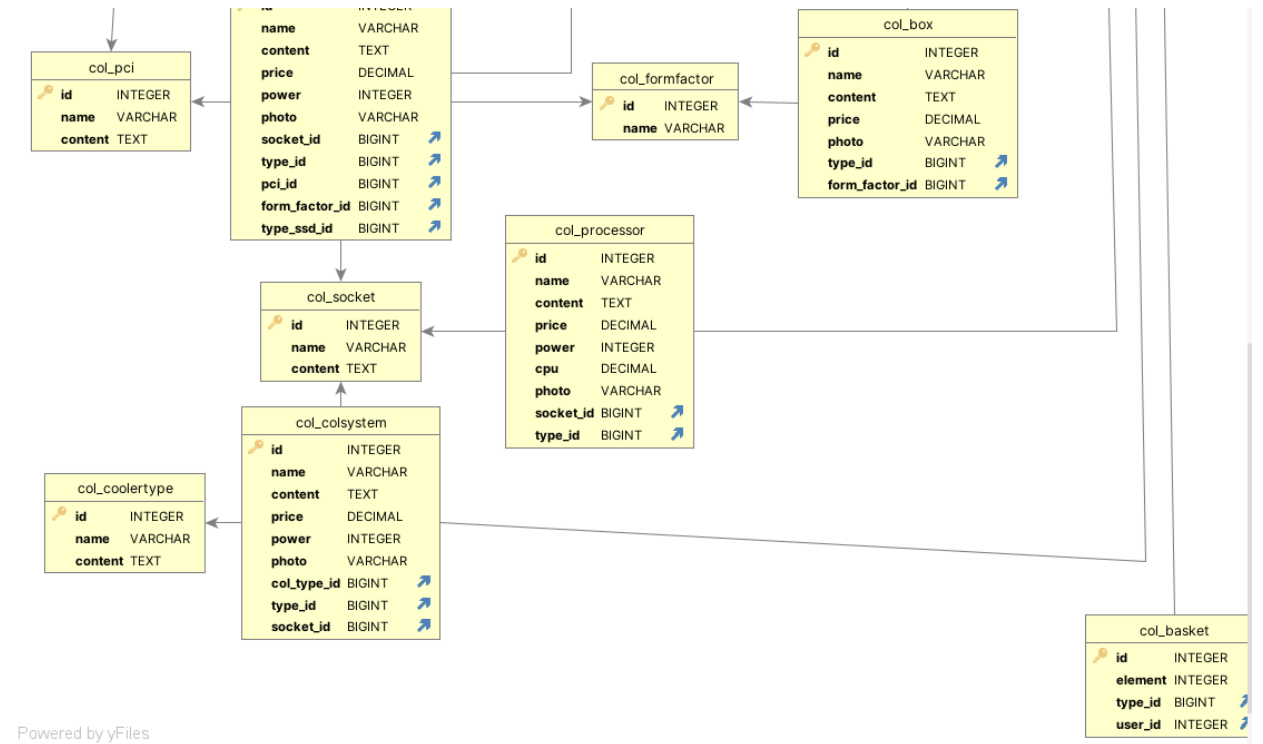 id INTEGER
name VARCHAR
content TEXT
price DECIMAL
power INTEGER
photo VARCHAR
socket_id BIGINT
type_id BIGINT
pci_id BIGINT
form_factor_id BIGINT
type_ssd_id BIGINT
col_pci
id INTEGER
name VARCHAR
content TEXT
col_formfactor
id INTEGER
name VARCHAR
col_box
id INTEGER
name VARCHAR
content TEXT
price DECIMAL
photo VARCHAR
type_id BIGINT
form_factor_id BIGINT
col_processor
id INTEGER
name VARCHAR
content TEXT
price DECIMAL
power INTEGER
cpu DECIMAL
photo VARCHAR
socket_id BIGINT
type_id BIGINT
col_socket
id INTEGER
name VARCHAR
content TEXT
col_colsystem
id INTEGER
name VARCHAR
content TEXT
price DECIMAL
power INTEGER
photo VARCHAR
col_type_id BIGINT
type_id BIGINT
socket_id BIGINT
col_coolertype
id INTEGER
name VARCHAR
content TEXT
col_basket
id INTEGER
element INTEGER
type_id BIGINT
user_id INTEGER
Powered by yFiles